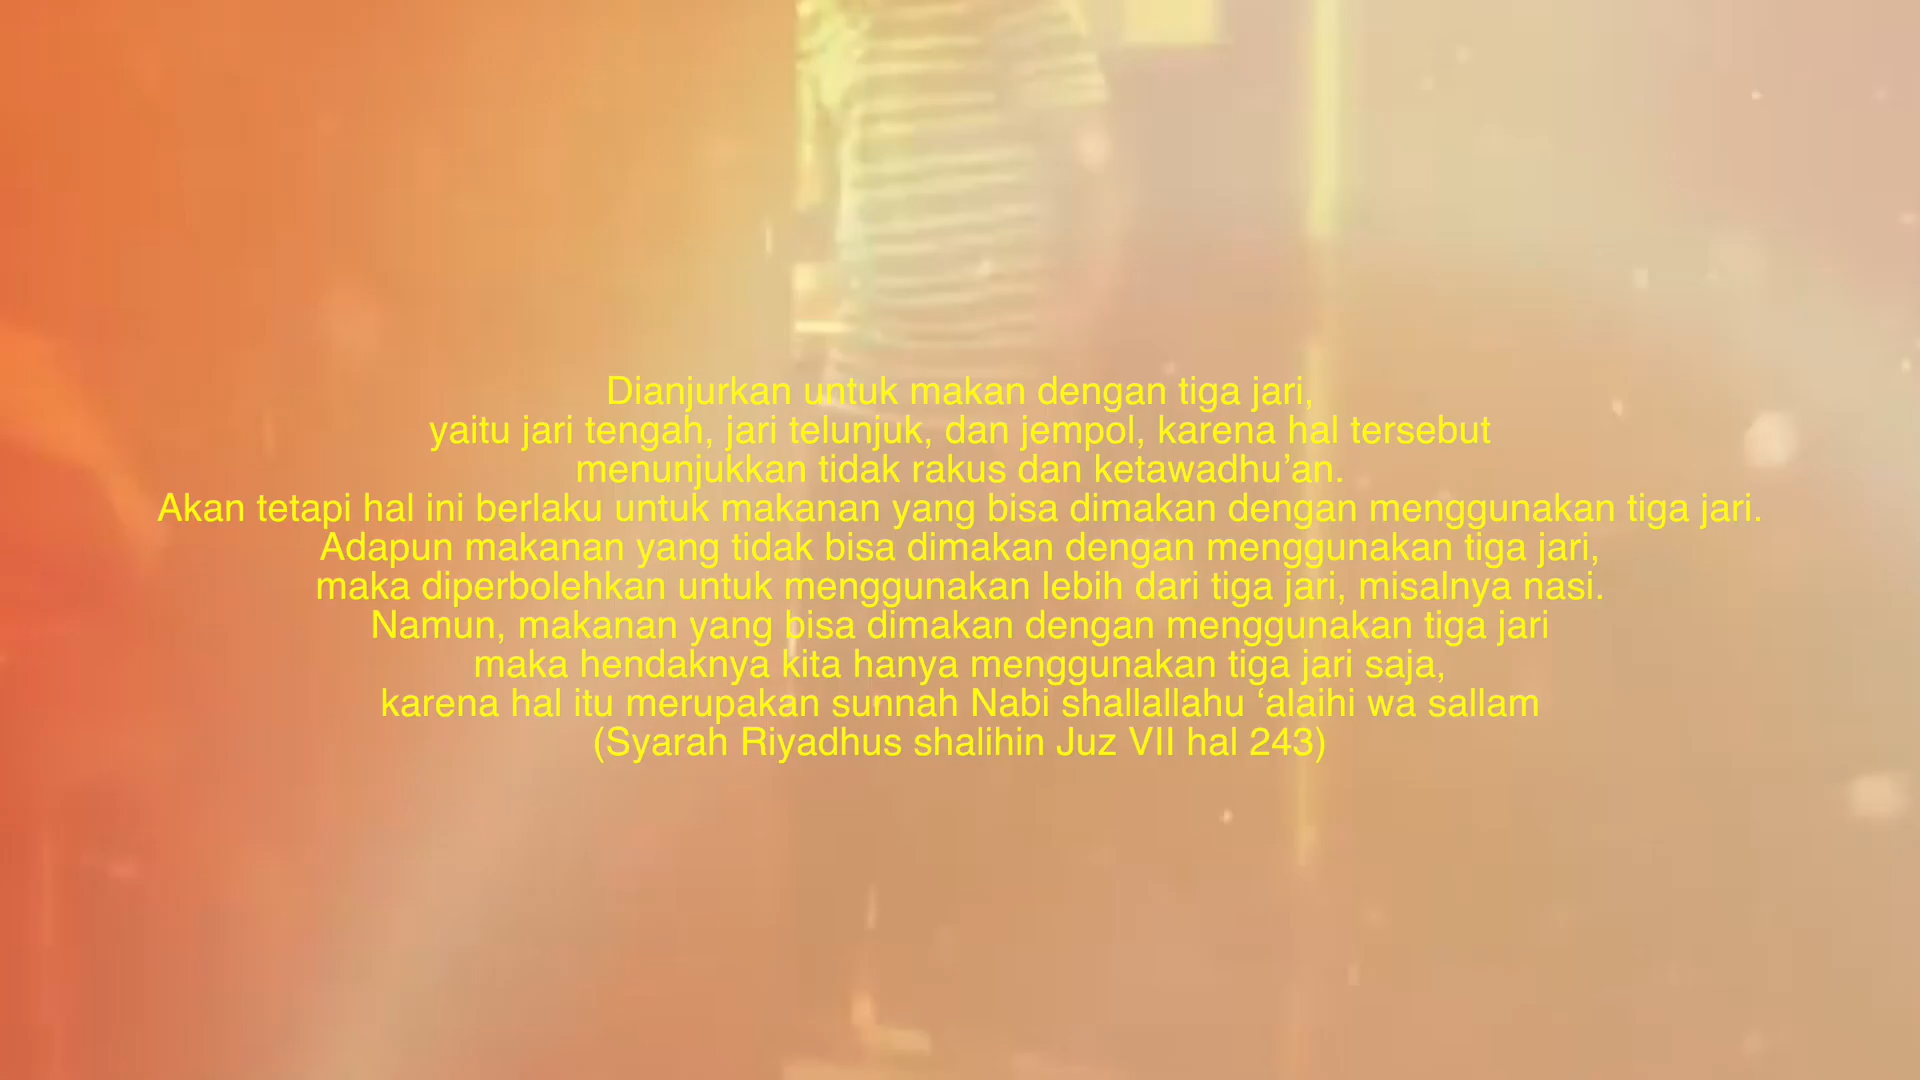 Dianjurkan untuk makan dengan tiga jari,
yaitu jari tengah, jari telunjuk, dan jempol, karena hal tersebut
menunjukkan tidak rakus dan ketawadhu’an.
Akan tetapi hal ini berlaku untuk makanan yang bisa dimakan dengan menggunakan tiga jari.
Adapun makanan yang tidak bisa dimakan dengan menggunakan tiga jari,
maka diperbolehkan untuk menggunakan lebih dari tiga jari, misalnya nasi.
Namun, makanan yang bisa dimakan dengan menggunakan tiga jari
maka hendaknya kita hanya menggunakan tiga jari saja,
karena hal itu merupakan sunnah Nabi shallallahu ‘alaihi wa sallam
(Syarah Riyadhus shalihin Juz VII hal 243)